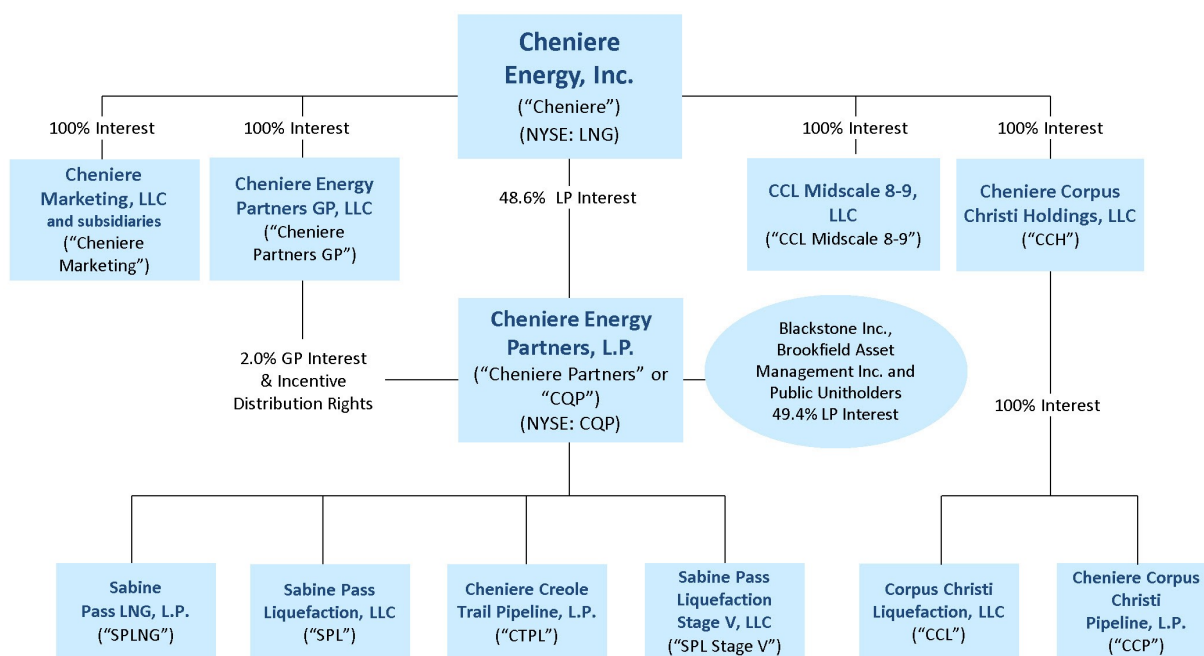 Cheniere
Energy, Inc.
(“Cheniere”)
(NYSE: LNG)
100% Interest
100% Interest
100% Interest
100% Interest
Cheniere
Marketing, LLC
and subsidiaries
(“Cheniere
Marketing”)
Cheniere Energy
Partners GP, LLC
(“Cheniere
Partners GP”)
48.6% LP Interest
CCL Midscale 8-9,
LLC
(“CCL Midscale 8-9”)
Cheniere Corpus
Christi Holdings, LLC
(“CCH”)
2.0% GP Interest
& Incentive
Distribution Rights
Cheniere Energy
Partners, L.P.
(“Cheniere Partners” or
“CQP”)
(NYSE: CQP)
Blackstone Inc.,
Brookfield Asset
Management Inc. and
Public Unitholders
49.4% LP Interest
100% Interest
Sabine
Pass LNG, L.P.
(“SPLNG”)
Sabine Pass
Liquefaction, LLC
(“SPL”)
Cheniere Creole
Trail Pipeline, L.P.
(“CTPL”)
Sabine Pass
Liquefaction
Stage V, LLC
(“SPL Stage V”)
Corpus Christi
Liquefaction, LLC
(“CCL”)
Cheniere Corpus
Christi
Pipeline, L.P.
(“CCP”)